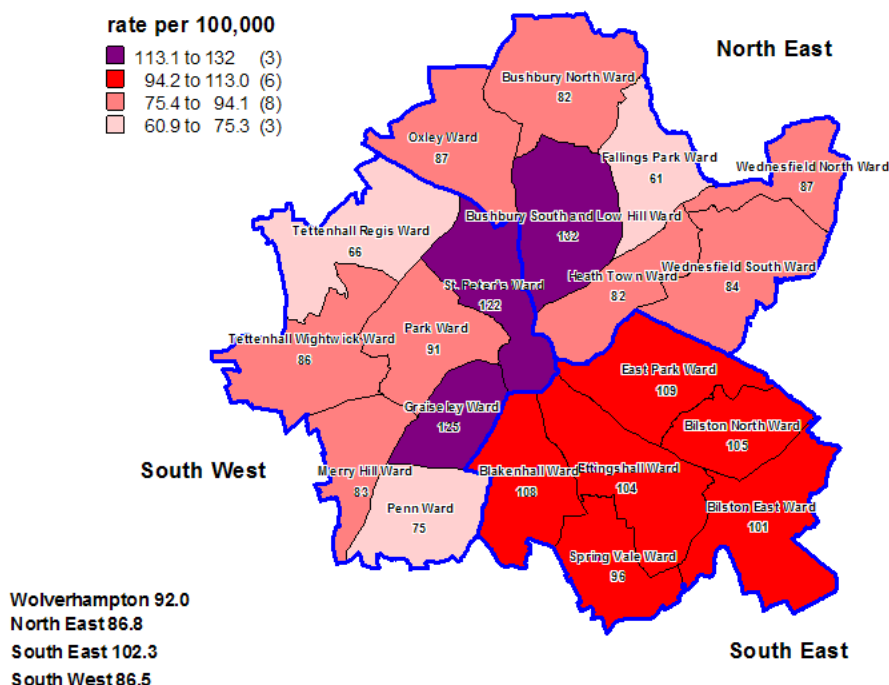 rate per 100,000
113.1 to 132 (3)
94.2 to 113.0 (6)
75.4 to 94.1 (8)
60.9 to 75.3 (3)
North East
Bushbury North Ward
82
Oxley Ward
87
Fallings Park Ward
61
Wednesfield North Ward
87
Tettenhall Regis Ward
66
Bushbury South and Low Hill Ward
132
St.Peter's Ward
122
Heath Town Ward
82
Wednesfield South Ward
84
Tettenhall Wightwick Ward
86
Park Ward
91
East Park Ward
109
Graiseley Ward
125
Bilston North Ward
105
South West
Merry Hill Ward
83
Blakenhall Ward
108
Ettingshall Ward
104
Penn Ward
75
Bilston East Ward
101
Spring Vale Ward
96
Wolverhampton 92.0
North East 86.8
South East 102.3
South West 86.5
South East